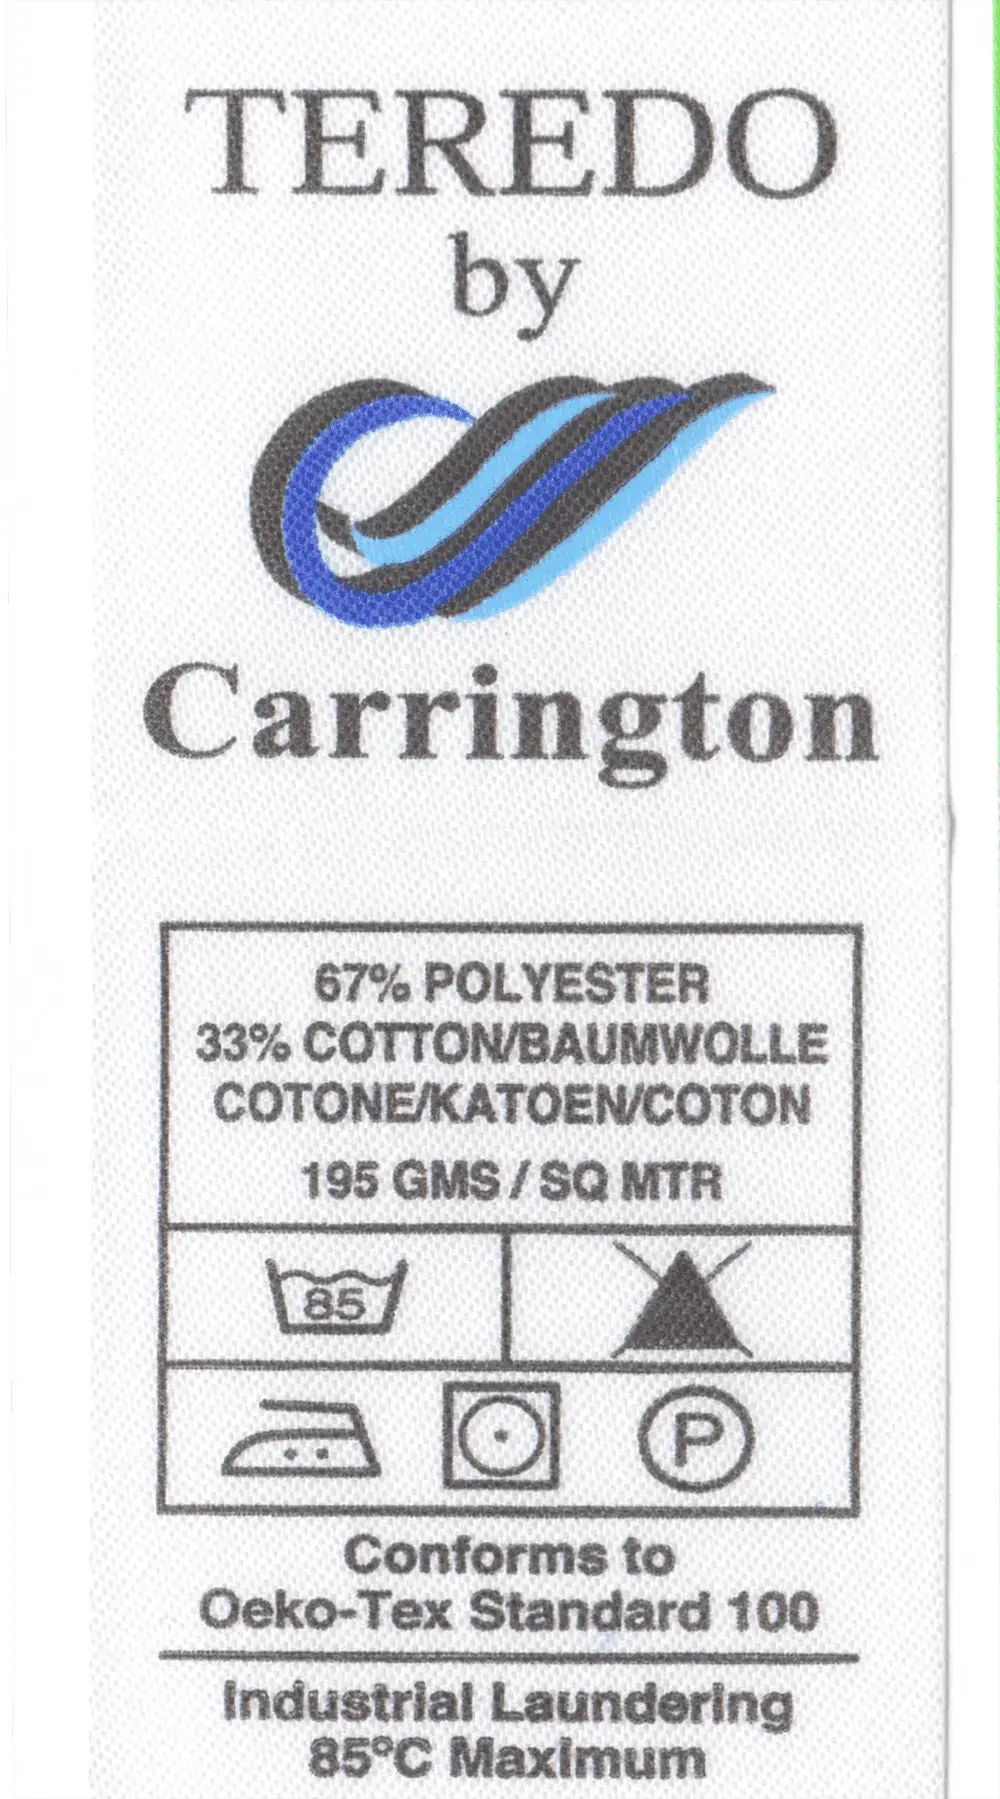 TEREDO
by
Carrington
67% POLYESTER
33% COTTON/BAUMWOLLE
COTONE/KATOEN/COTON
195 GMS / SQ MTR
85
P
Conforms to
Oeko-Tex Standard 100
Industrial Laundering
85°C Maximum